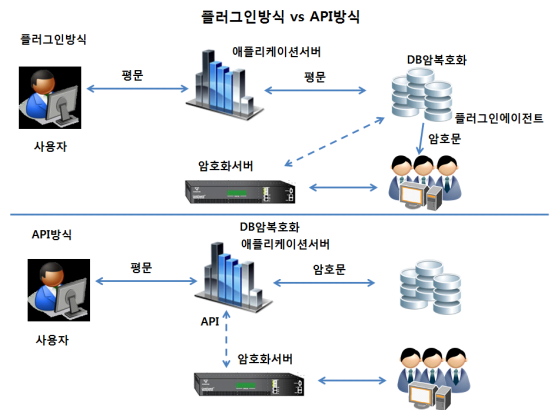 플러그인방식 vs API방식
플러그인방식
애플리케이션서버
DB암복호화
평문
평문
플러그인에이전트
사용자
암호화서버
암호문
API방식
DB암복호화
애플리케이션서버
평문
암호문
API
사용자
암호화서버